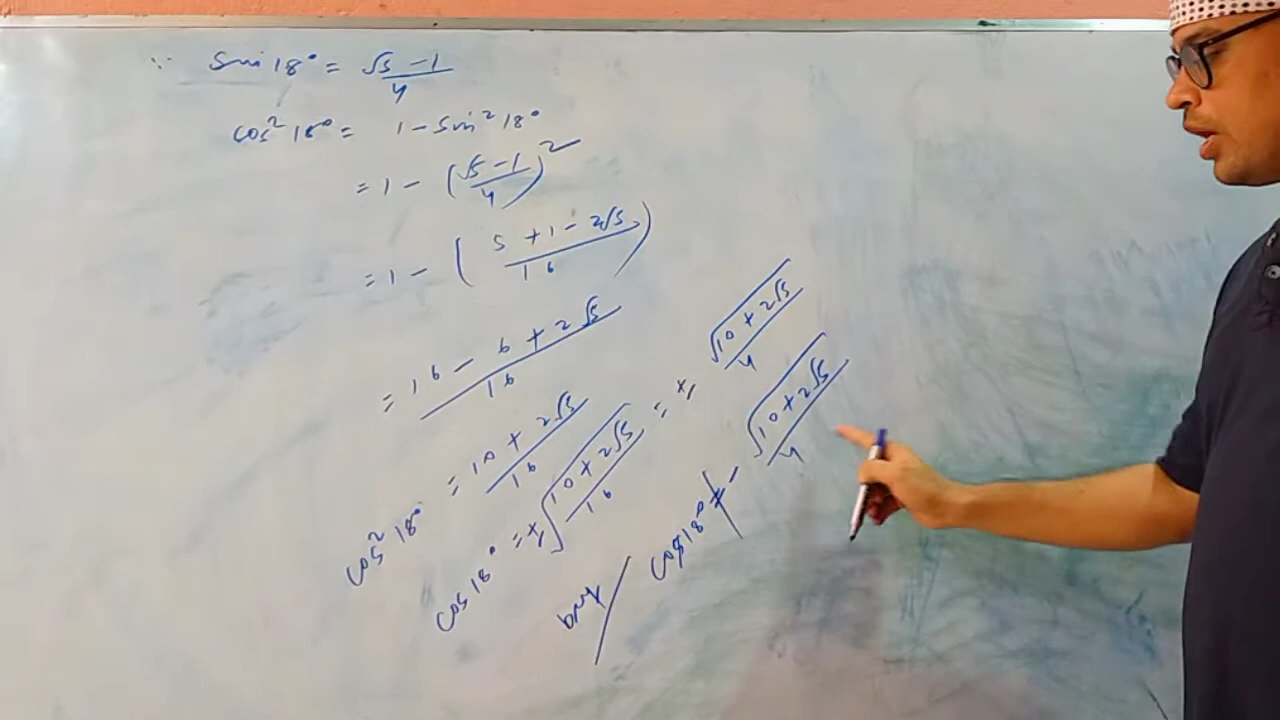 ∵ sin 18° = (√5 − 1)/4
cos² 18° = 1 − sin² 18°
= 1 − ((√5 − 1)/4)²
= 1 − ((5 + 1 − 2√5)/16)
= (16 − 6 + 2√5)/16
cos² 18° = (10 + 2√5)/16
cos 18° = ±√((10 + 2√5)/16) = ± √(10 + 2√5)/4
but cos 18° ≠ − √(10 + 2√5)/4